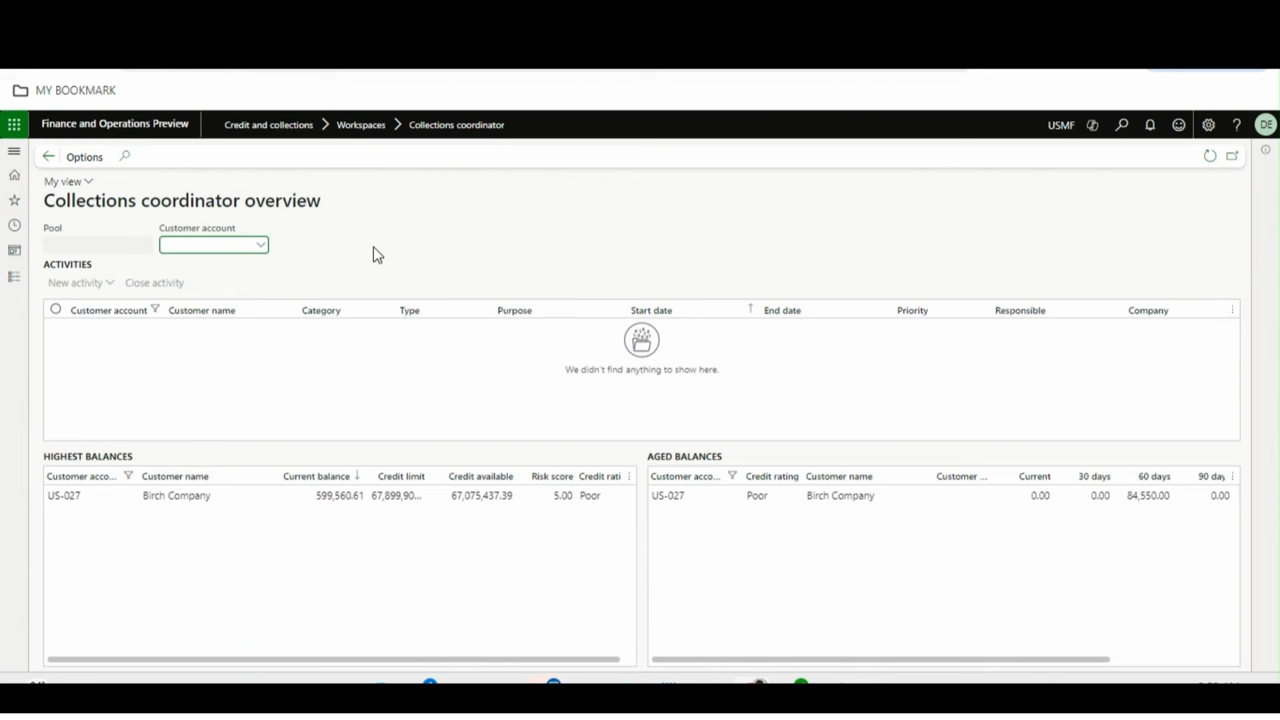 MY BOOKMARK
Finance and Operations Preview Credit and collections Workspaces Collections coordinator USMF ? DE
Options
My view
Collections coordinator overview
Pool Customer account
ACTIVITIES
New activity Close activity
Customer account Customer name Category Type Purpose Start date ↑ End date Priority Responsible Company
We didn't find anything to show here.
HIGHEST BALANCES
Customer acco... Customer name Current balance ↓ Credit limit Credit available Risk score Credit rati
US-027 Birch Company 599,560.61 67,899,90... 67,075,437.39 5.00 Poor
AGED BALANCES
Customer acco... Credit rating Customer name Customer ... Current 30 days 60 days 90 day
US-027 Poor Birch Company 0.00 0.00 84,550.00 0.00